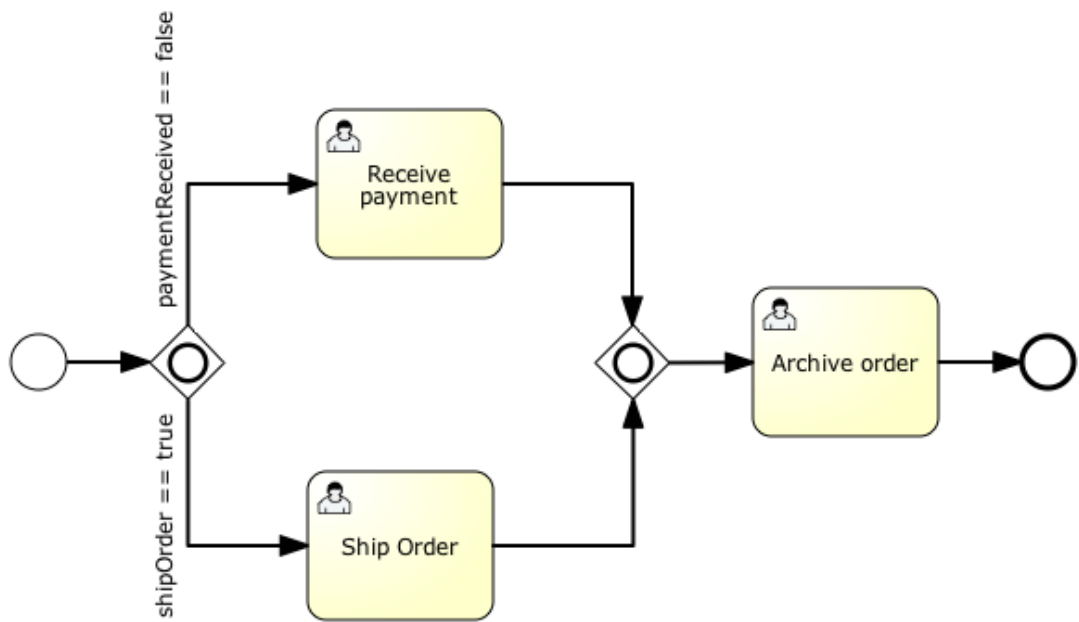 paymentReceived == false
Receive
payment
Archive order
shipOrder == true
Ship Order